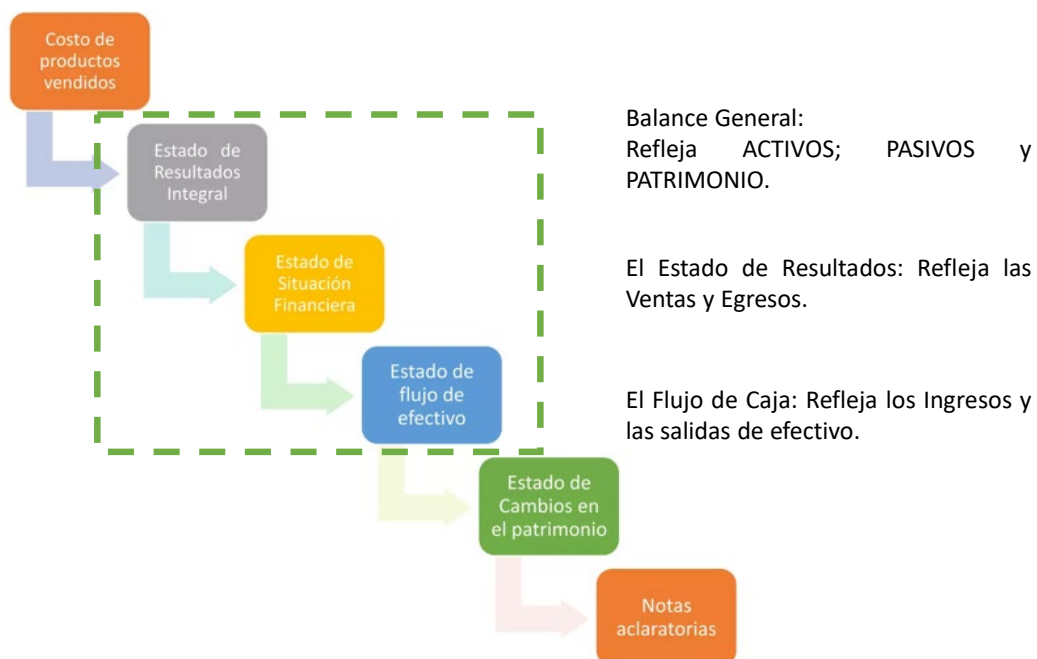 Costo de
productos
vendidos
Estado de
Resultados
Integral
Estado de
Situación
Financiera
Estado de
flujo de
efectivo
Estado de
Cambios en
el patrimonio
Notas
aclaratorias
Balance General:
Refleja ACTIVOS; PASIVOS y
PATRIMONIO.
El Estado de Resultados: Refleja las
Ventas y Egresos.
El Flujo de Caja: Refleja los Ingresos y
las salidas de efectivo.